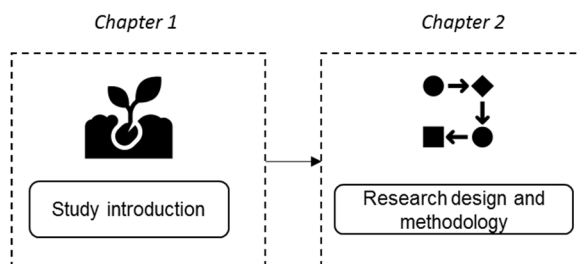 Chapter 1
Chapter 2
Study introduction
Research design and
methodology